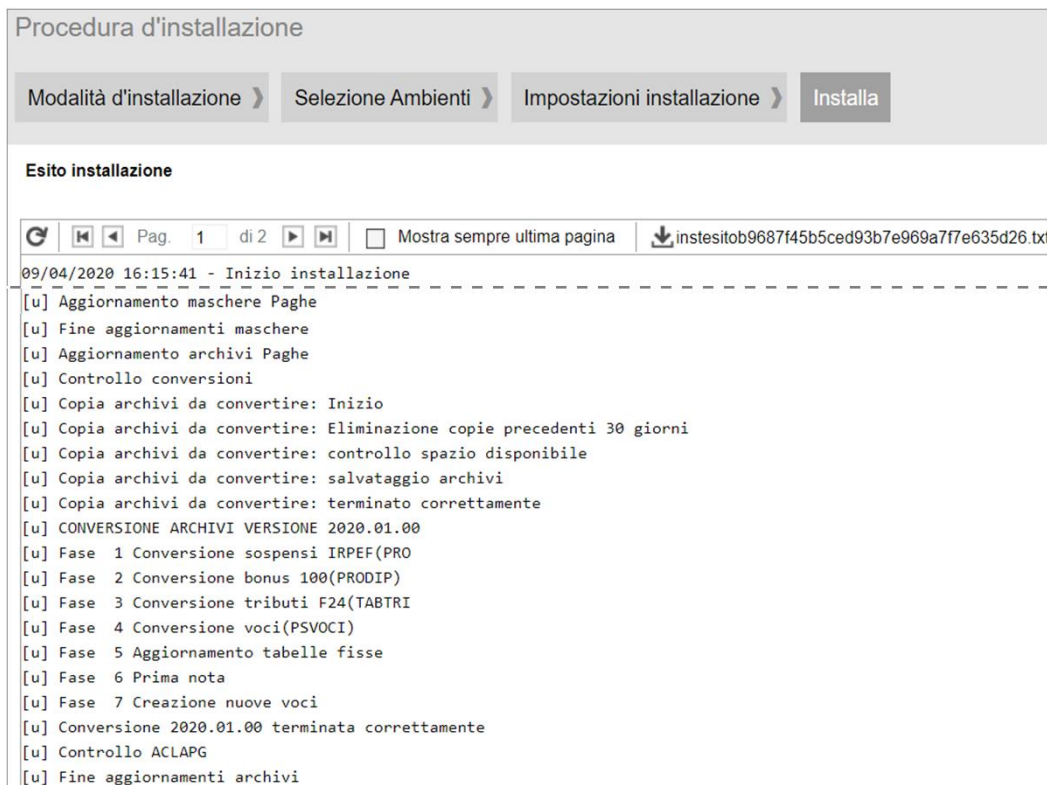 Procedura d'installazione
Modalità d'installazione ❱ Selezione Ambienti ❱ Impostazioni installazione ❱ Installa
Esito installazione
Pag. 1 di 2 Mostra sempre ultima pagina instesitob9687f45b5ced93b7e969a7f7e635d26.txt
09/04/2020 16:15:41 - Inizio installazione
[u] Aggiornamento maschere Paghe
[u] Fine aggiornamenti maschere
[u] Aggiornamento archivi Paghe
[u] Controllo conversioni
[u] Copia archivi da convertire: Inizio
[u] Copia archivi da convertire: Eliminazione copie precedenti 30 giorni
[u] Copia archivi da convertire: controllo spazio disponibile
[u] Copia archivi da convertire: salvataggio archivi
[u] Copia archivi da convertire: terminato correttamente
[u] CONVERSIONE ARCHIVI VERSIONE 2020.01.00
[u] Fase  1 Conversione sospensi IRPEF(PRO
[u] Fase  2 Conversione bonus 100(PRODIP)
[u] Fase  3 Conversione tributi F24(TABTRI
[u] Fase  4 Conversione voci(PSVOCI)
[u] Fase  5 Aggiornamento tabelle fisse
[u] Fase  6 Prima nota
[u] Fase  7 Creazione nuove voci
[u] Conversione 2020.01.00 terminata correttamente
[u] Controllo ACLAPG
[u] Fine aggiornamenti archivi